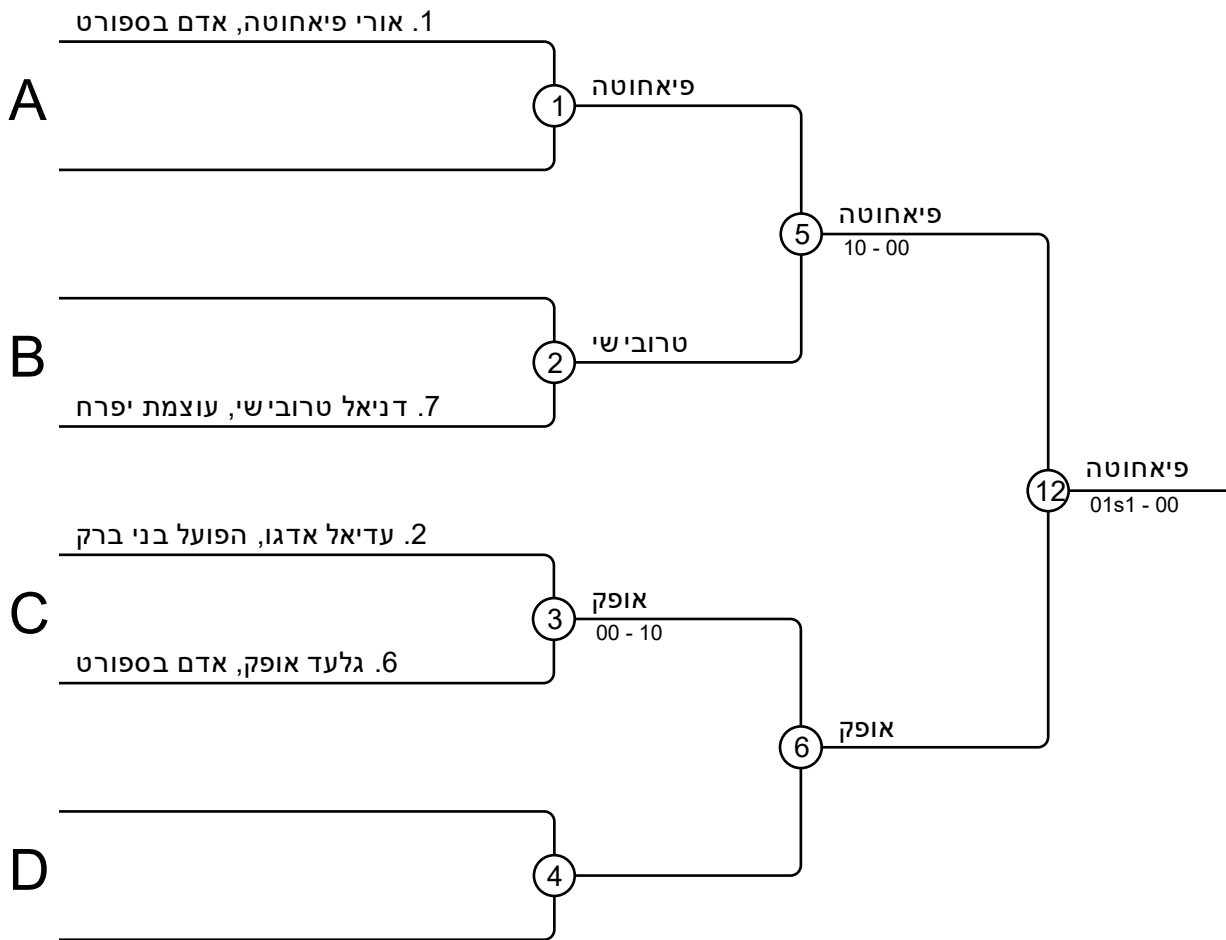 1. אורי פיאחוטה, אדם בספורט
A
1
פיאחוטה
5
פיאחוטה
10 - 00
B
2
טרובישי
7. דניאל טרובישי, עוצמת יפרח
12
פיאחוטה
01s1 - 00
2. עדיאל אדגו, הפועל בני ברק
C
3
אופק
00 - 10
6. גלעד אופק, אדם בספורט
6
אופק
D
4